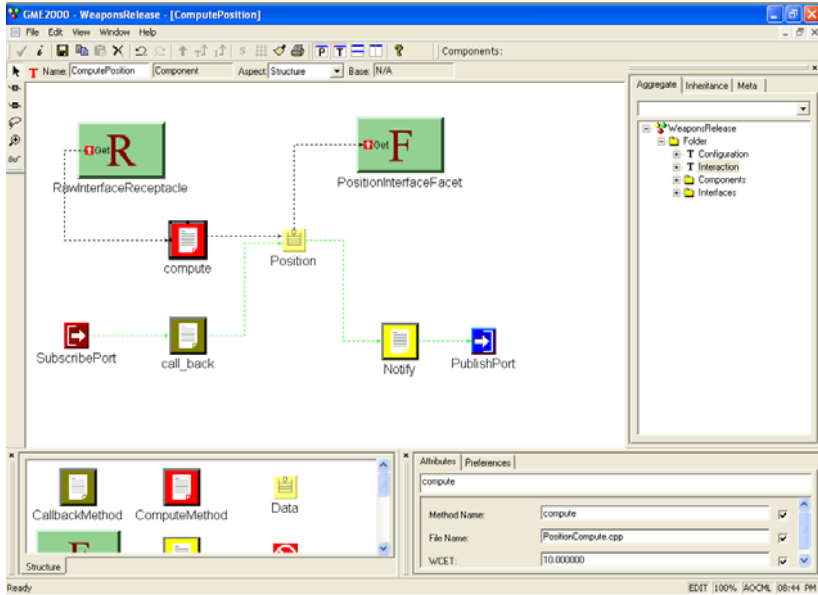 GME2000 - WeaponsRelease - [ComputePosition]
File Edit View Window Help
Components:
T Name: ComputePosition Component Aspect: Structure Base: N/A
Aggregate Inheritance Meta
WeaponsRelease
Folder
T Configuration
T Interaction
Components
Interfaces
Get R
RawInterfaceReceptacle
Get F
PositionInterfaceFacet
compute
Position
SubscribePort
call_back
Notify
PublishPort
CallbackMethod
ComputeMethod
Data
F
Structure
Attributes Preferences
compute
Method Name: compute
File Name: PositionCompute.cpp
WCET: 10.000000
Ready
EDIT 100% AOCML 08:44 PM